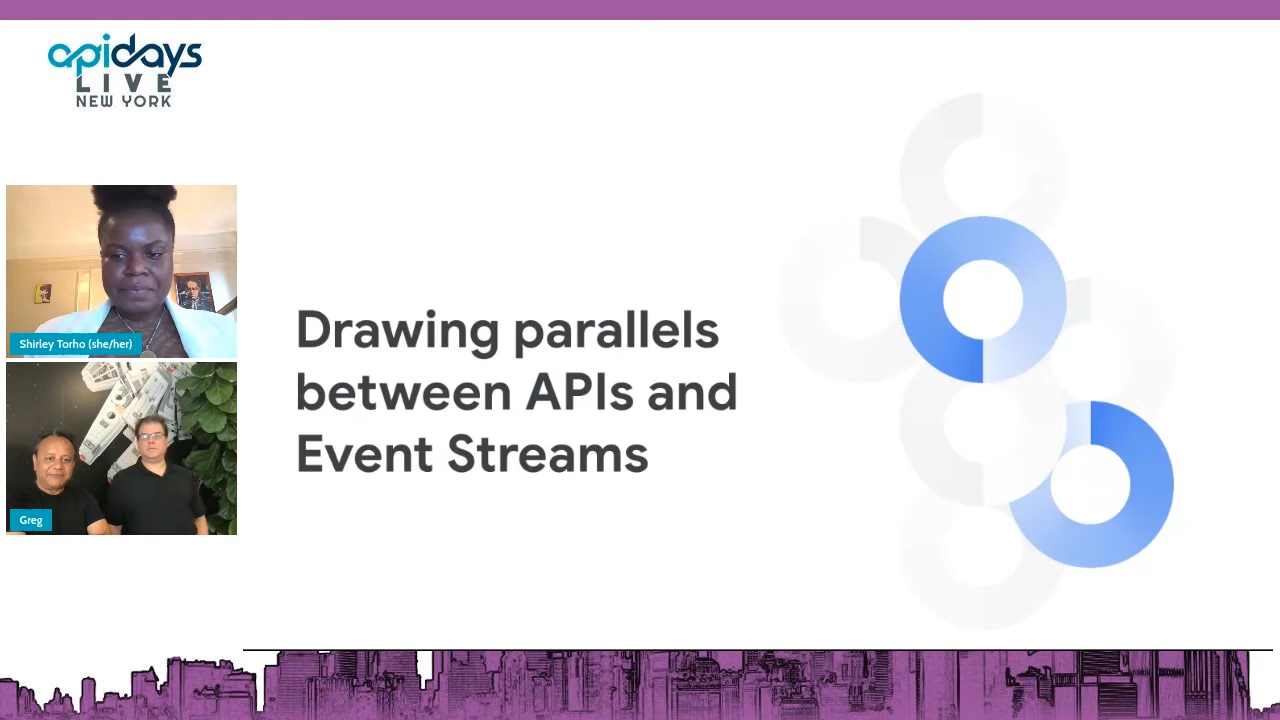 apidays
LIVE
NEW YORK
Shirley Torho (she/her)
Greg
Drawing parallels
between APIs and
Event Streams